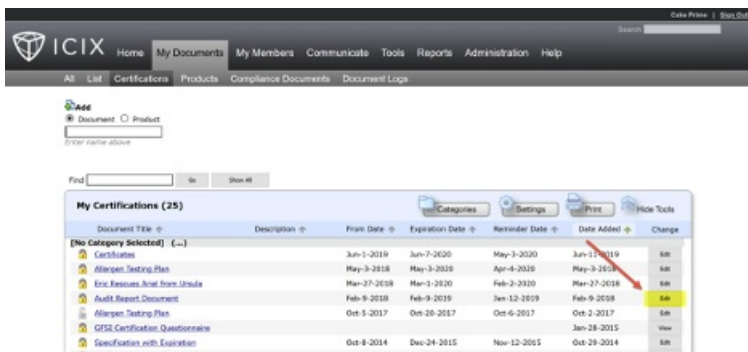 Cake Prime | Sign Out
Search
ICIX Home My Documents My Members Communicate Tools Reports Administration Help
All List Certifications Products Compliance Documents Document Logs
Add
Document Product
Enter name above
Find Go Show All
My Certifications (25) Categories Settings Print Hide Tools
Document Title Description From Date Expiration Date Reminder Date Date Added Change
[No Category Selected] (...)
Certificates Jun-1-2019 Jun-7-2020 May-3-2020 Jun-11-2019 Edit
Allergen Testing Plan May-3-2018 May-3-2020 Apr-4-2020 May-3-2018 Edit
Eric Rescues Ariel from Ursula Mar-27-2018 Mar-1-2020 Feb-2-2020 Mar-27-2018 Edit
Audit Report Document Feb-9-2018 Feb-9-2019 Jan-12-2019 Feb-9-2018 Edit
Allergen Testing Plan Oct-5-2017 Oct-20-2017 Oct-6-2017 Oct-2-2017 Edit
GFSI Certification Questionnaire Jan-28-2015 View
Specification with Expiration Oct-8-2014 Dec-24-2015 Nov-12-2015 Oct-29-2014 Edit